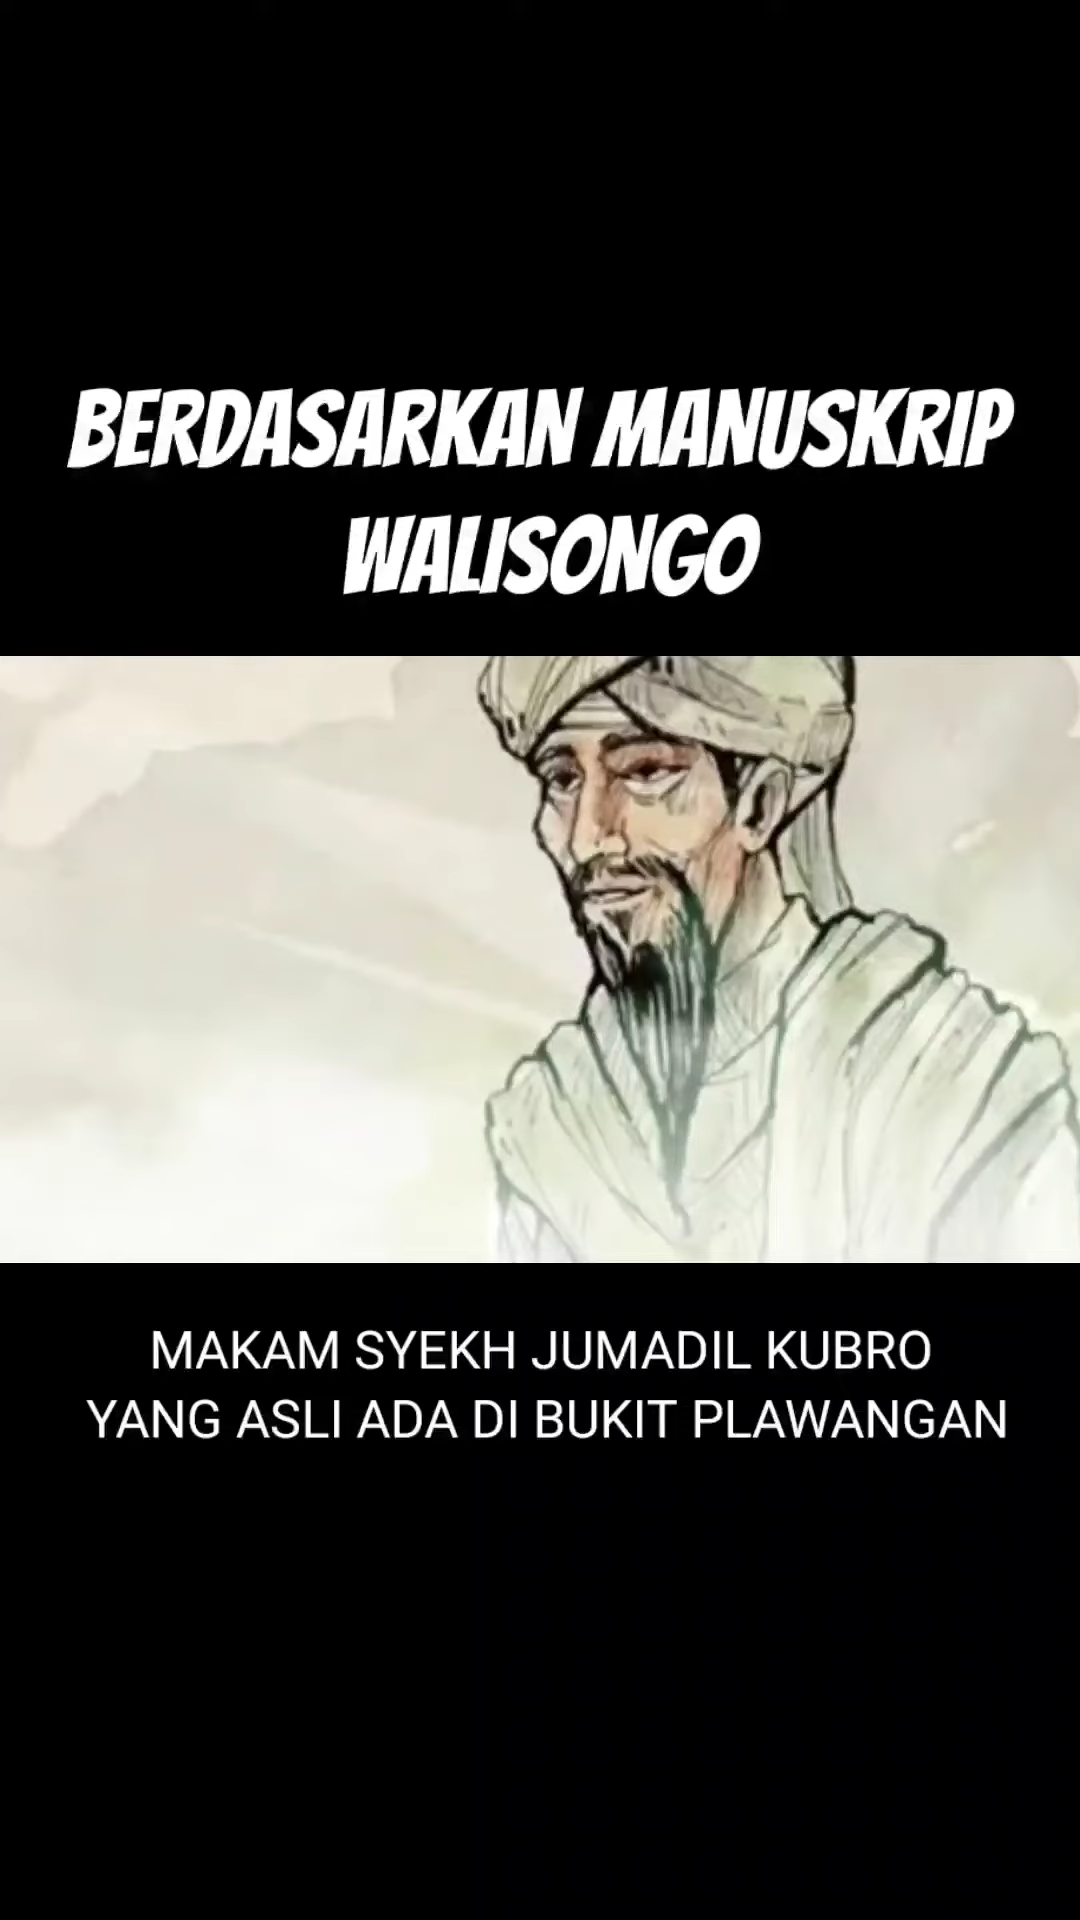 BERDASARKAN MANUSKRIP
WALISONGO
MAKAM SYEKH JUMADIL KUBRO
YANG ASLI ADA DI BUKIT PLAWANGAN